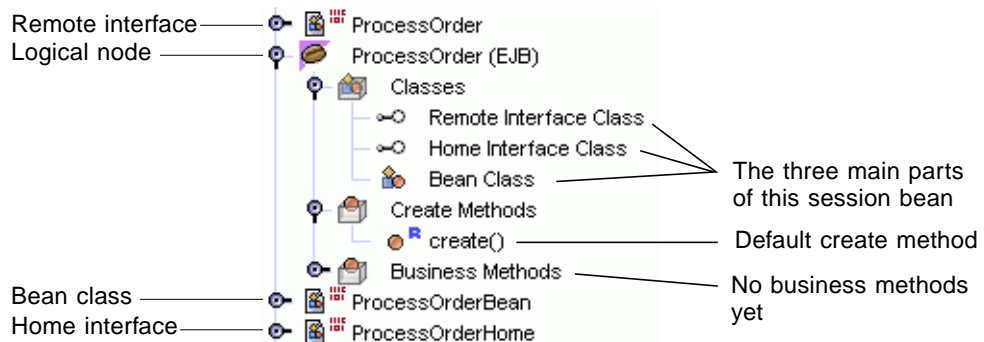 Remote interface
ProcessOrder
Logical node
ProcessOrder (EJB)
Classes
Remote Interface Class
Home Interface Class
Bean Class
The three main parts
of this session bean
Create Methods
R create()
Default create method
Business Methods
No business methods
yet
Bean class
ProcessOrderBean
Home interface
ProcessOrderHome